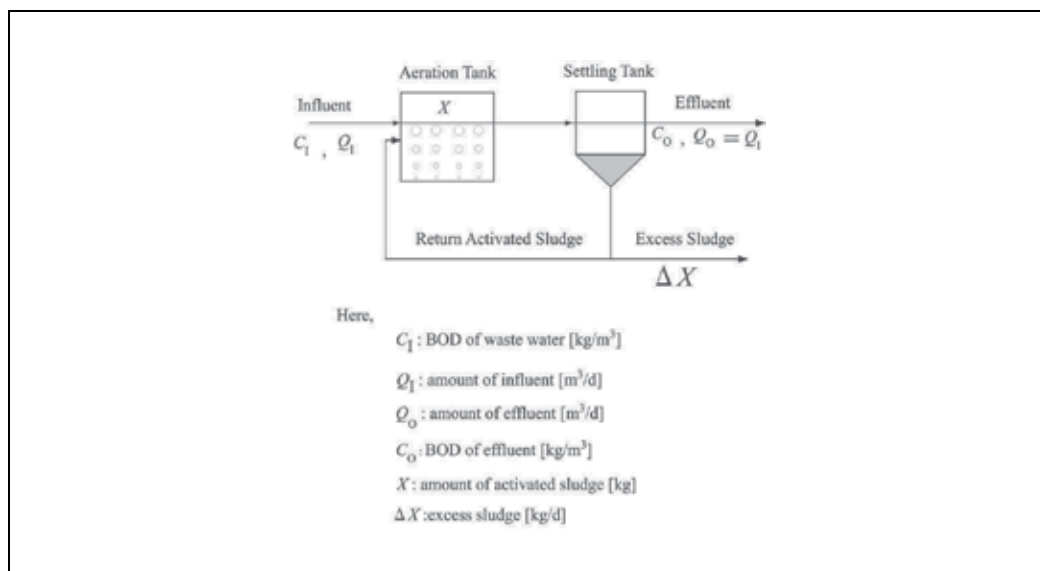 Aeration Tank
Settling Tank
Influent
X
Effluent
C_I , Q_I
C_O , Q_O = Q_I
Return Activated Sludge
Excess Sludge
Δ X
Here,
C_I : BOD of waste water [kg/m³]
Q_I : amount of influent [m³/d]
Q_o : amount of effluent [m³/d]
C_o : BOD of effluent [kg/m³]
X : amount of activated sludge [kg]
Δ X :excess sludge [kg/d]